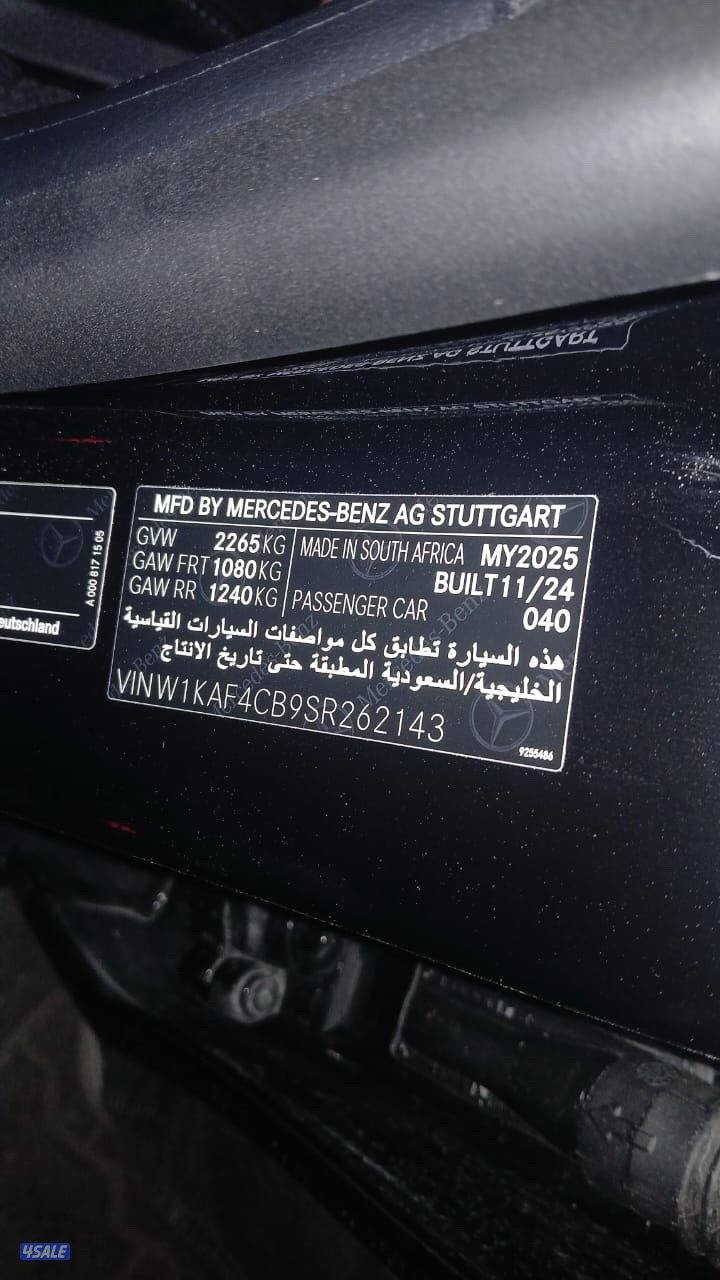 MFD BY MERCEDES-BENZ AG STUTTGART
GVW 2265 KG
GAW FRT 1080 KG
GAW RR 1240 KG
MADE IN SOUTH AFRICA MY2025
BUILT 11/24
PASSENGER CAR 040
هذه السيارة تطابق كل مواصفات السيارات القياسية
الخليجية/السعودية المطبقة حتى تاريخ الانتاج
VIN W1KAF4CB9SR262143
9255486
A 000 817 15 05
eutschland
4SALE